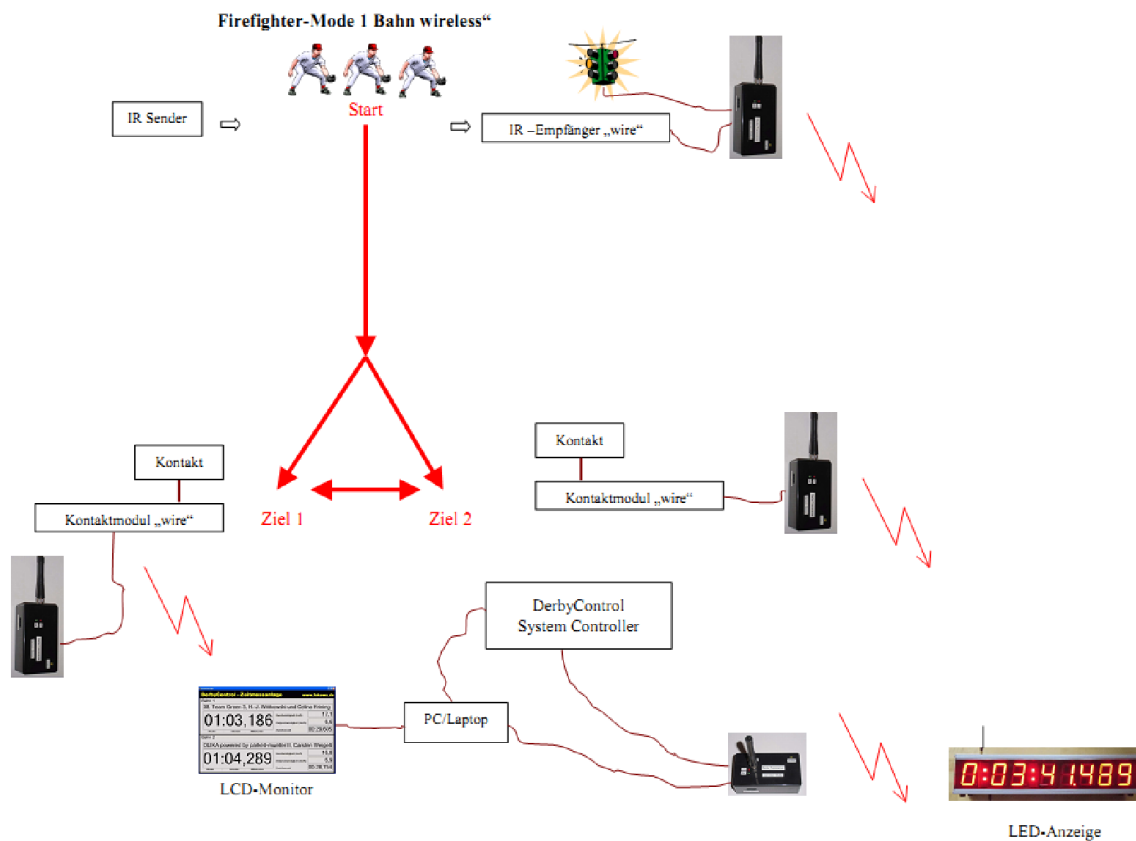 Firefighter-Mode 1 Bahn wireless“
Start
IR Sender
IR –Empfänger „wire“
Kontakt
Kontaktmodul „wire“
Ziel 1
Ziel 2
Kontakt
Kontaktmodul „wire“
DerbyControl
System Controller
PC/Laptop
DerbyControl - Zeitmessanlage
01:03,186
01:04,289
LCD-Monitor
0:03:41.489
LED-Anzeige